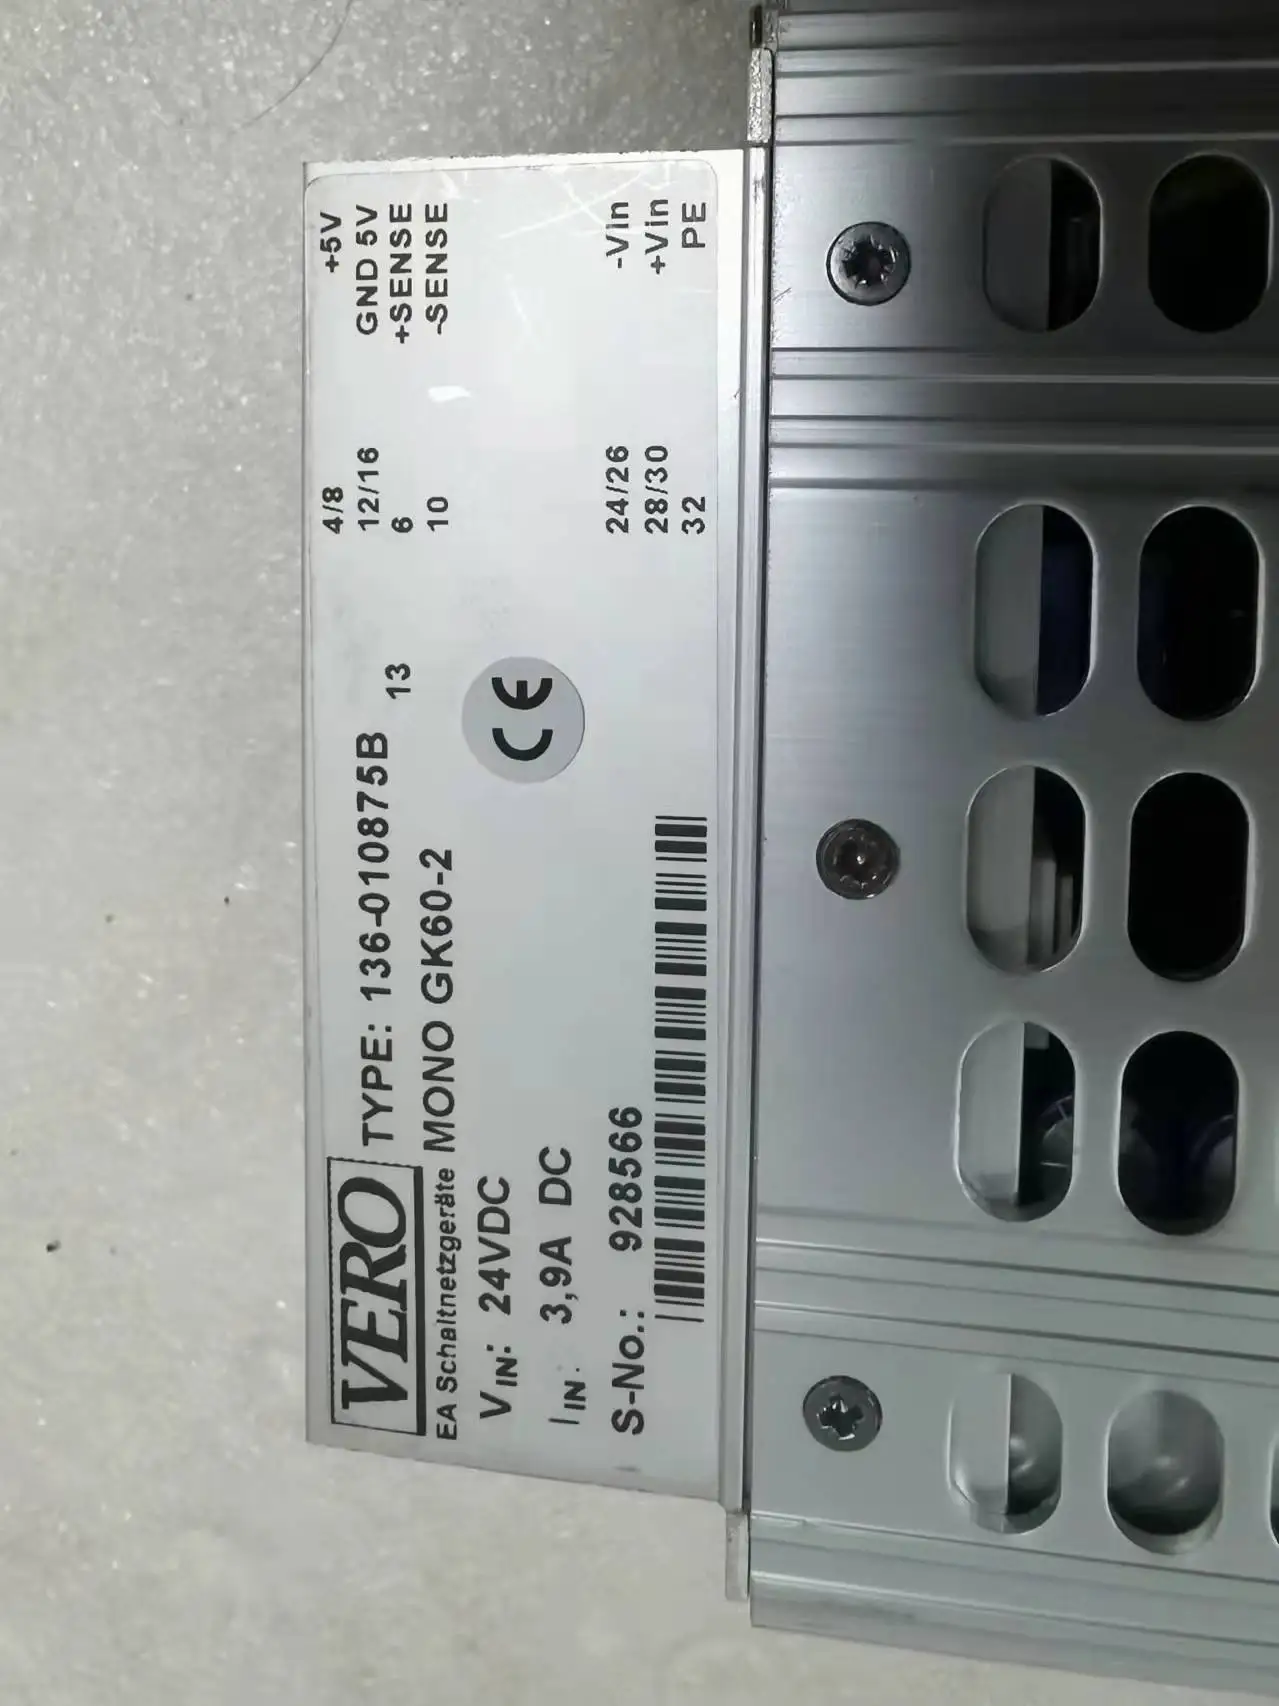 VERO TYPE: 136-010875B
13
EA Schaltnetzgeräte MONO GK60-2
VIN: 24VDC
IIN: 3,9A DC
S-No.: 928566
CE
4/8 +5V
12/16 GND 5V
6 +SENSE
10 -SENSE
24/26 -Vin
28/30 +Vin
32 PE